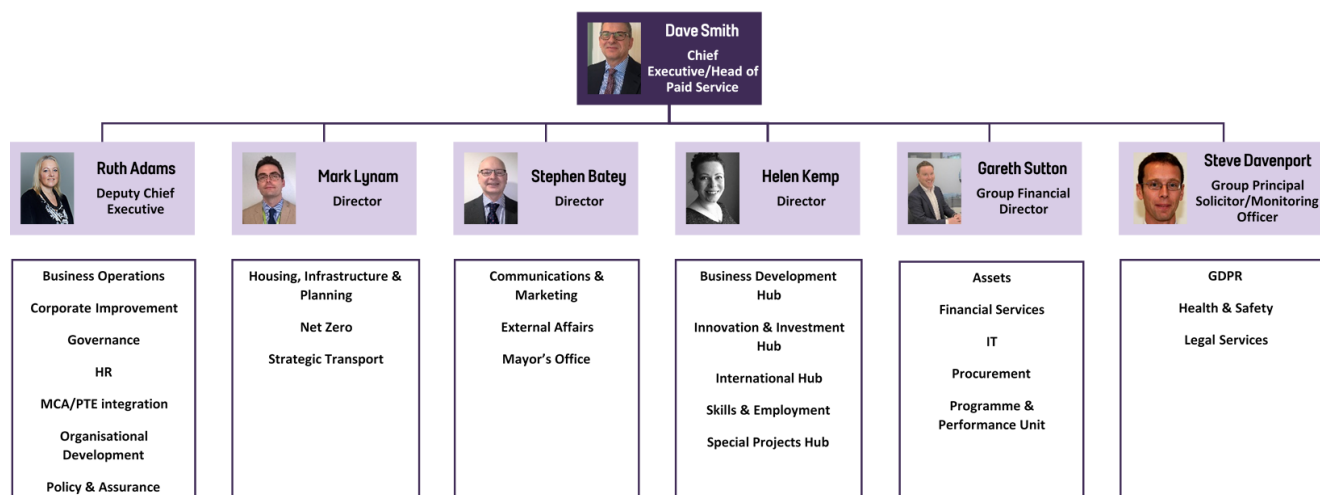 Dave Smith
Chief
Executive/Head of
Paid Service
Ruth Adams
Deputy Chief
Executive
Mark Lynam
Director
Stephen Batey
Director
Helen Kemp
Director
Gareth Sutton
Group Financial
Director
Steve Davenport
Group Principal
Solicitor/Monitoring
Officer
Business Operations
Corporate Improvement
Governance
HR
MCA/PTE integration
Organisational
Development
Policy & Assurance
Housing, Infrastructure &
Planning
Net Zero
Strategic Transport
Communications &
Marketing
External Affairs
Mayor's Office
Business Development
Hub
Innovation & Investment
Hub
International Hub
Skills & Employment
Special Projects Hub
Assets
Financial Services
IT
Procurement
Programme &
Performance Unit
GDPR
Health & Safety
Legal Services